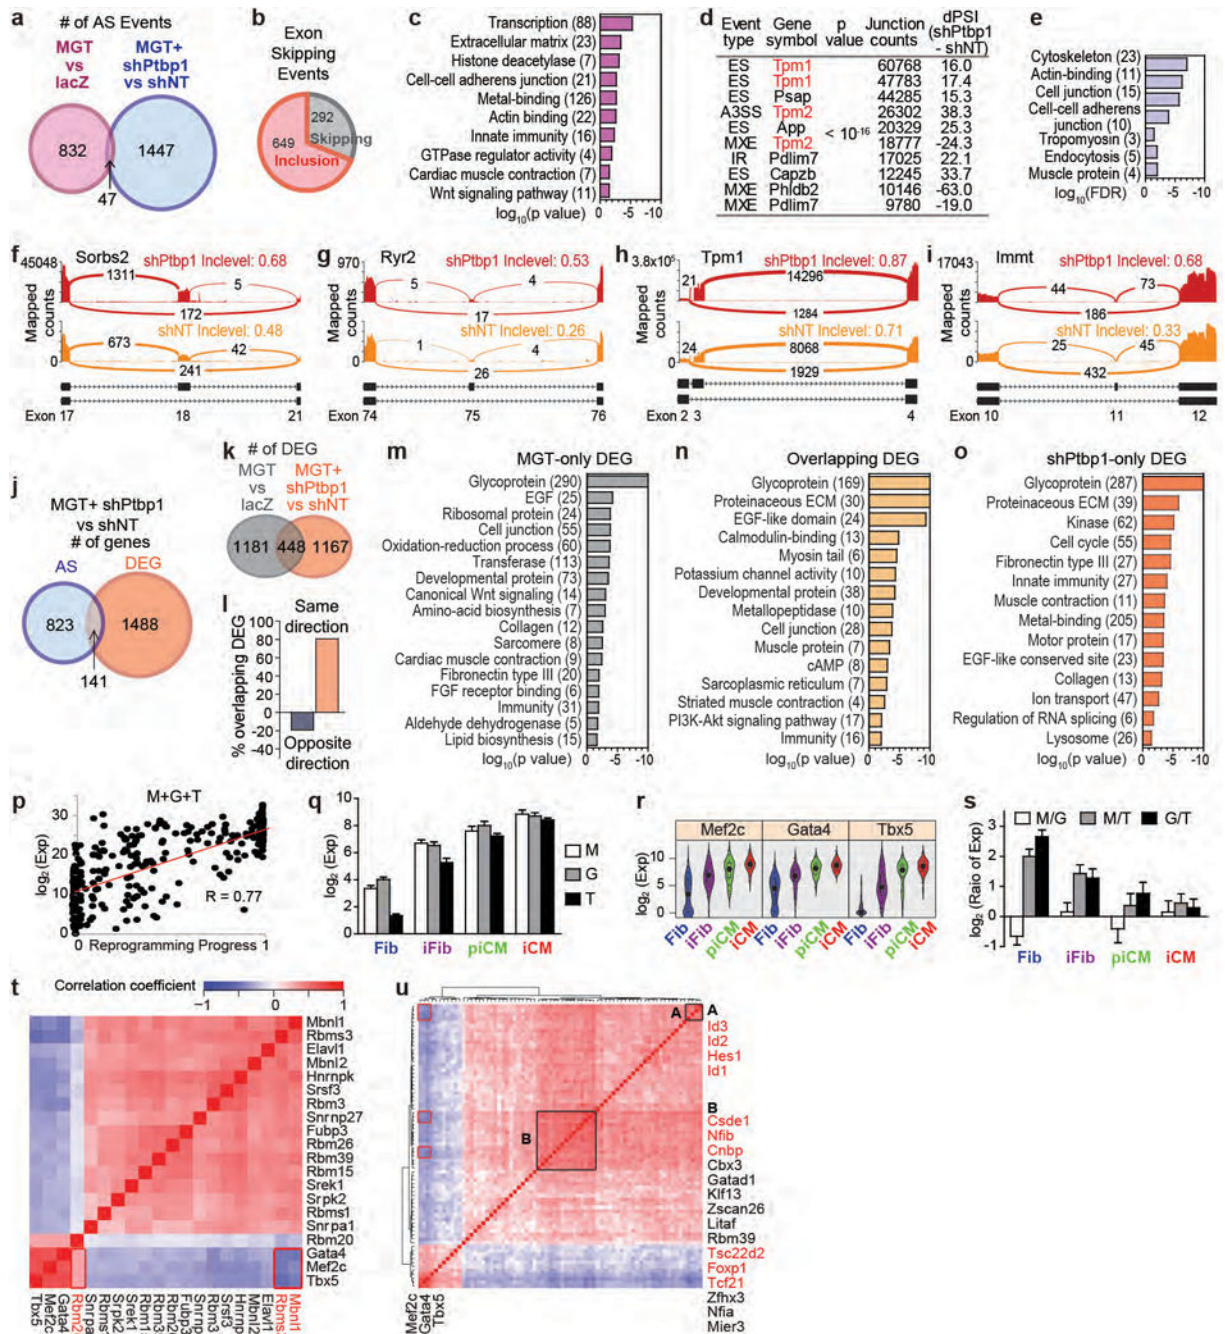 a
# of AS Events
MGT
vs
lacZ
MGT+
shPtbp1
vs shNT
832
1447
47
b
Exon
Skipping
Events
292
Skipping
649
Inclusion
c
Transcription (88)
Extracellular matrix (23)
Histone deacetylase (7)
Cell-cell adherens junction (21)
Metal-binding (126)
Actin binding (22)
Innate immunity (16)
GTPase regulator activity (4)
Cardiac muscle contraction (7)
Wnt signaling pathway (11)
0 -5 -10
log10(p value)
d
Event type Gene symbol p value Junction counts dPSI (shPtbp1 - shNT)
ES Tpm1 60768 16.0
ES Tpm1 47783 17.4
ES Psap 44285 15.3
A3SS Tpm2 26302 38.3
ES App < 10-16 20329 25.3
MXE Tpm2 18777 -24.3
IR Pdlim7 17025 22.1
ES Capzb 12245 33.7
MXE Phldb2 10146 -63.0
MXE Pdlim7 9780 -19.0
e
Cytoskeleton (23)
Actin-binding (11)
Cell junction (15)
Cell-cell adherens
junction (10)
Tropomyosin (3)
Endocytosis (5)
Muscle protein (4)
0 -5 -10
log10(FDR)
f
Sorbs2
45048
shPtbp1 Inclevel: 0.68
1311
5
172
Mapped
counts
shNT Inclevel: 0.48
673
42
241
0
Exon 17 18 21
g
Ryr2
970
shPtbp1 Inclevel: 0.53
5
4
17
Mapped
counts
shNT Inclevel: 0.26
1
4
26
0
Exon 74 75 76
h
Tpm1
3.8x10⁵
shPtbp1 Inclevel: 0.87
21
14296
1284
Mapped
counts
shNT Inclevel: 0.71
24
8068
1929
0
Exon 2 3 4
i
Immt
17043
shPtbp1 Inclevel: 0.68
44
73
186
Mapped
counts
shNT Inclevel: 0.33
25
45
432
0
Exon 10 11 12
j
MGT+ shPtbp1
vs shNT
# of genes
AS
DEG
823
1488
141
k
# of DEG
MGT
vs
lacZ
MGT+
shPtbp1
vs shNT
1181 448 1167
l
% overlapping DEG
Same
direction
100
80
60
40
20
0
-20
-40
Opposite
direction
m
MGT-only DEG
Glycoprotein (290)
EGF (25)
Ribosomal protein (24)
Cell junction (55)
Oxidation-reduction process (60)
Transferase (113)
Developmental protein (73)
Canonical Wnt signaling (14)
Amino-acid biosynthesis (7)
Collagen (12)
Sarcomere (8)
Cardiac muscle contraction (9)
Fibronectin type III (20)
FGF receptor binding (6)
Immunity (31)
Aldehyde dehydrogenase (5)
Lipid biosynthesis (15)
0 -5 -10
log10(p value)
n
Overlapping DEG
Glycoprotein (169)
Proteinaceous ECM (30)
EGF-like domain (24)
Calmodulin-binding (13)
Myosin tail (6)
Potassium channel activity (10)
Developmental protein (38)
Metallopeptidase (10)
Cell junction (28)
Muscle protein (7)
cAMP (8)
Sarcoplasmic reticulum (7)
Striated muscle contraction (4)
PI3K-Akt signaling pathway (17)
Immunity (16)
0 -5 -10
log10(p value)
o
shPtbp1-only DEG
Glycoprotein (287)
Proteinaceous ECM (39)
Kinase (62)
Cell cycle (55)
Fibronectin type III (27)
Innate immunity (27)
Muscle contraction (11)
Metal-binding (205)
Motor protein (17)
EGF-like conserved site (23)
Collagen (13)
Ion transport (47)
Regulation of RNA splicing (6)
Lysosome (26)
0 -5 -10
log10(p value)
p
M+G+T
log2 (Exp)
30
20
10
0
R = 0.77
0 Reprogramming Progress 1
q
log2 (Exp)
10
8
6
4
2
0
M
G
T
Fib iFib piCM iCM
r
Mef2c Gata4 Tbx5
log2 (Exp)
10
5
0
Fib iFib piCM iCM Fib iFib piCM iCM Fib iFib piCM iCM
s
M/G M/T G/T
log2 (Raio of Exp)
3
2
1
0
-1
Fib iFib piCM iCM
t
Correlation coefficient
−1 0 1
Mbnl1
Rbms3
Elavl1
Mbnl2
Hnrnpk
Srsf3
Rbm3
Snrnp27
Fubp3
Rbm26
Rbm39
Rbm15
Srek1
Srpk2
Rbms1
Snrpa1
Rbm20
Gata4
Mef2c
Tbx5
Tbx5
Mef2c
Gata4
Rbm2
Snrpa
Rbms
Srpk2
Srek1
Rbm1
Rbm3
Rbm2
Fubp3
Snrnp
Rbm3
Srsf3
Hnrnp
Mbnl2
Elavl1
Rbms
Mbnl1
u
A
B
Mef2c
Gata4
Tbx5
A
Id3
Id2
Hes1
Id1
B
Csde1
Nfib
Cnbp
Cbx3
Gatad1
Klf13
Zscan26
Litaf
Rbm39
Tsc22d2
Foxp1
Tcf21
Zfhx3
Nfia
Mier3